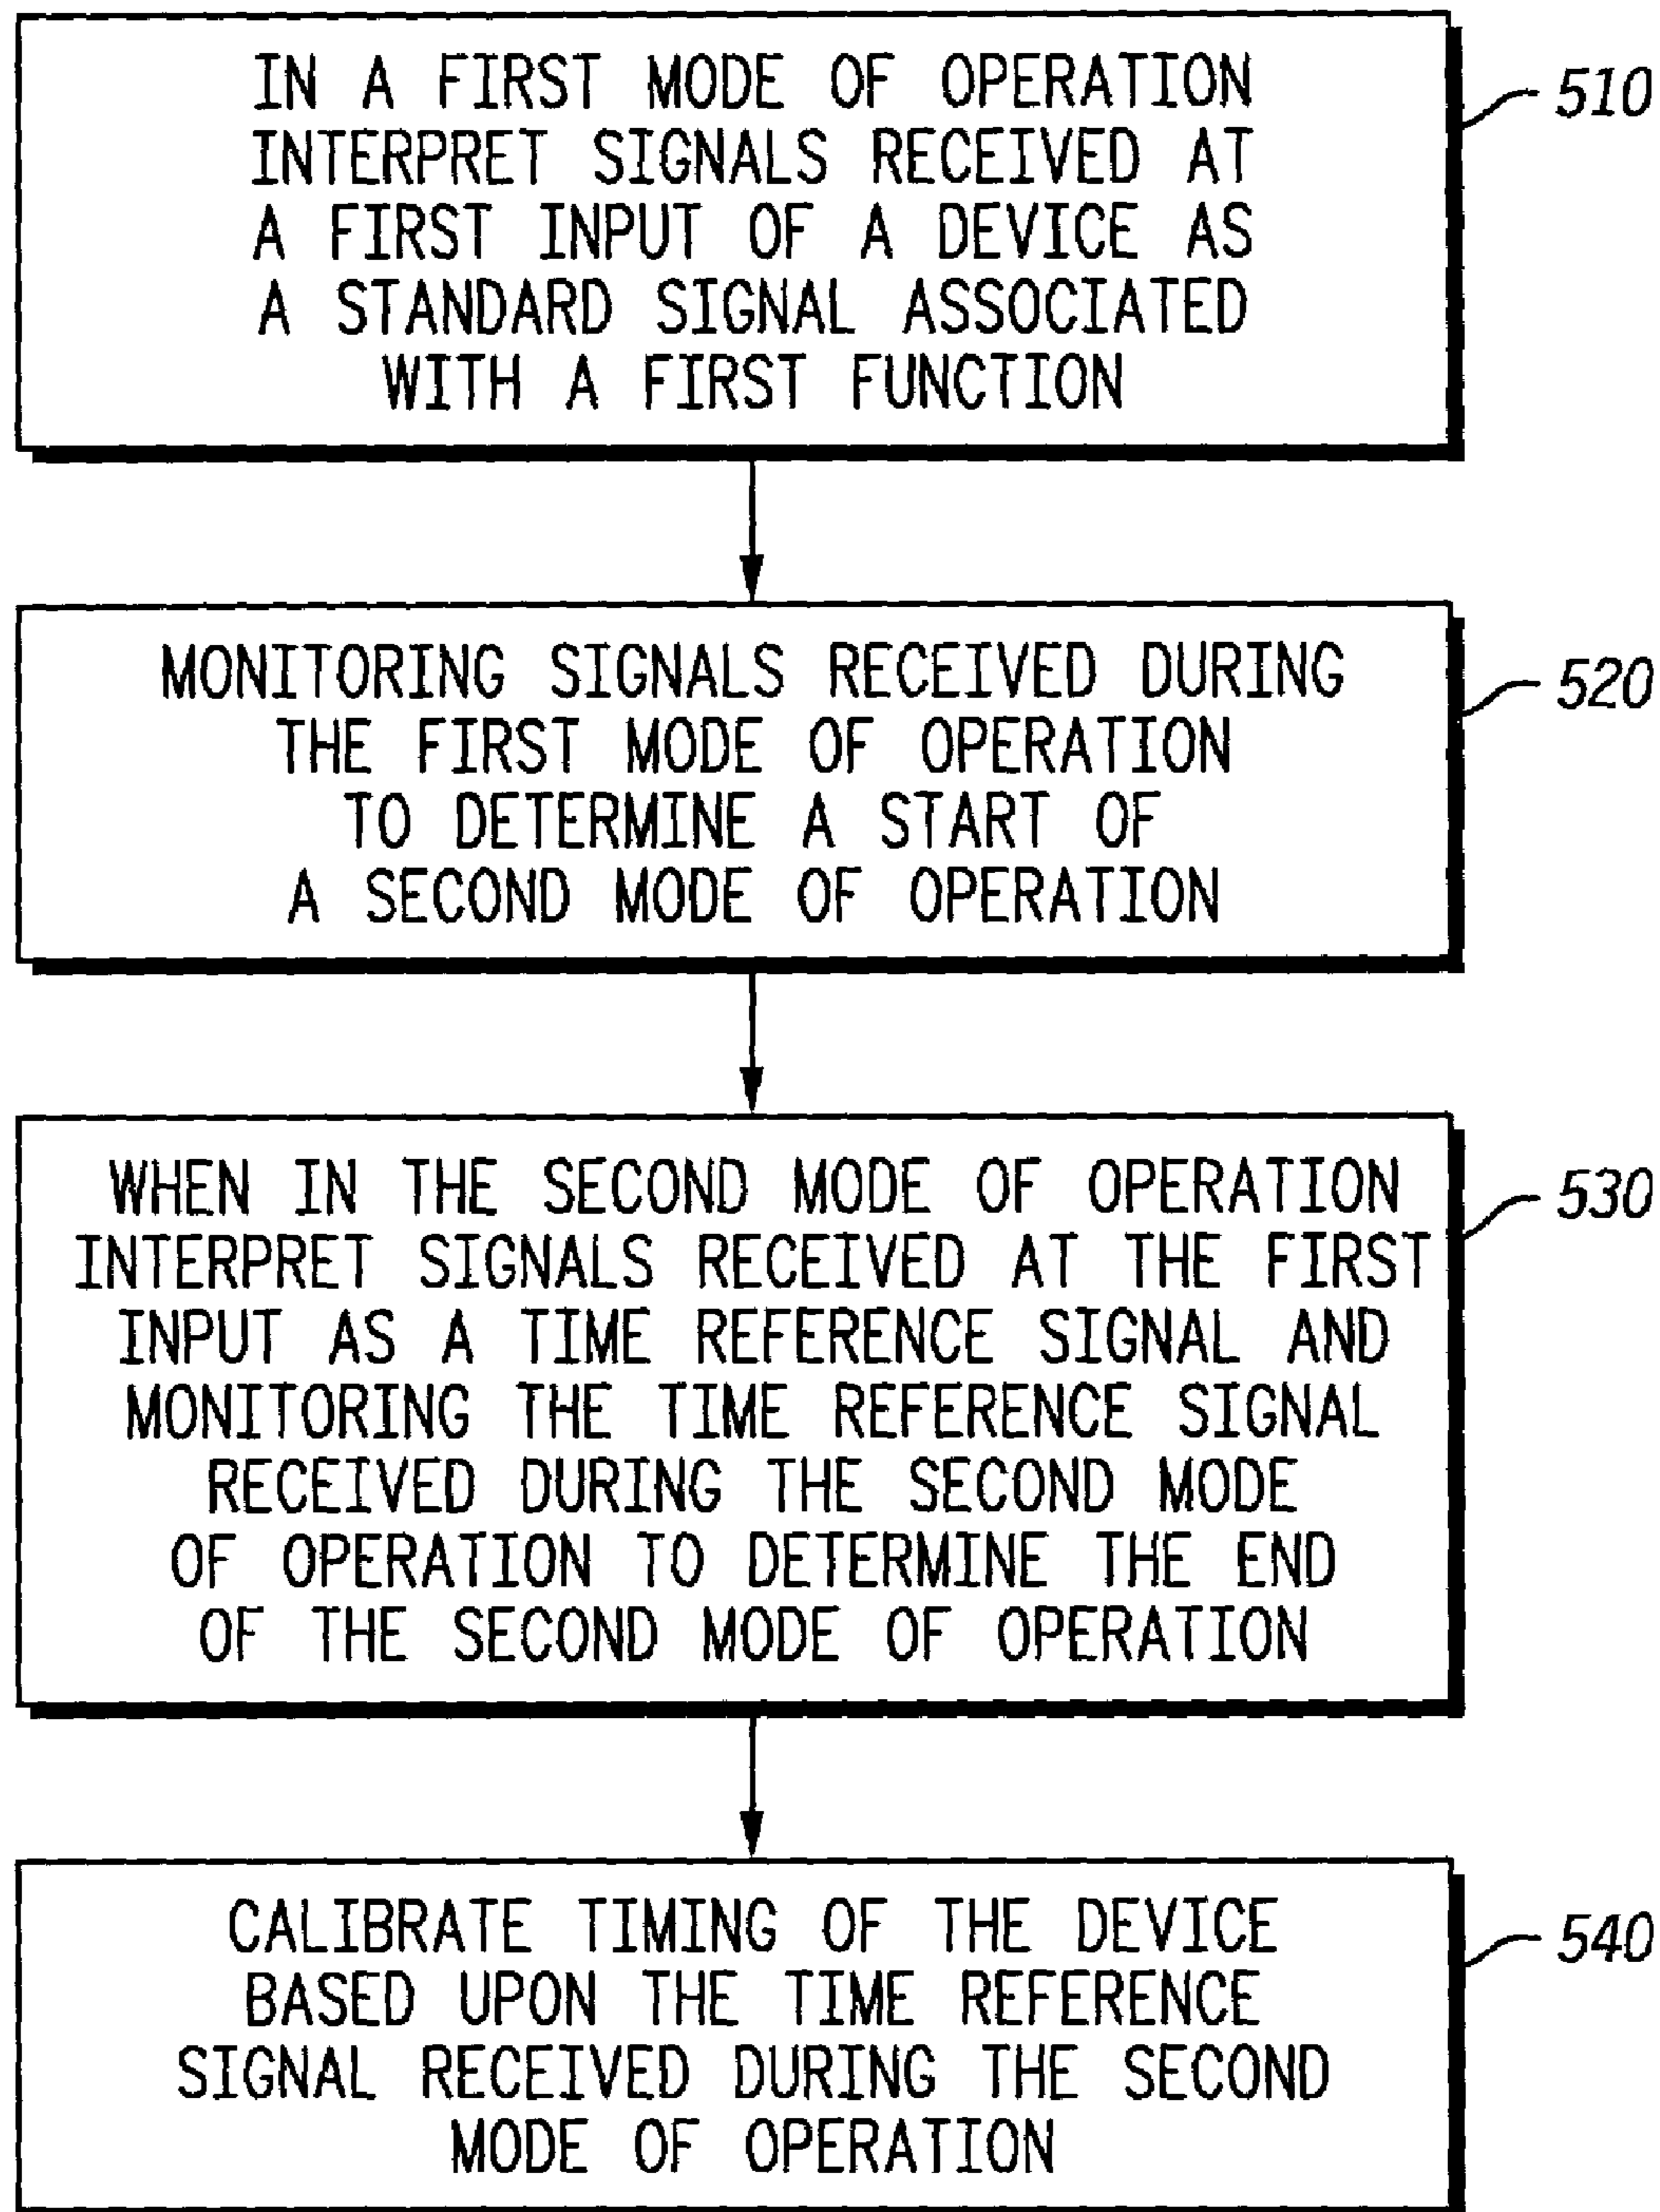 IN A FIRST MODE OF OPERATION
INTERPRET SIGNALS RECEIVED AT
A FIRST INPUT OF A DEVICE AS
A STANDARD SIGNAL ASSOCIATED
WITH A FIRST FUNCTION
510
MONITORING SIGNALS RECEIVED DURING
THE FIRST MODE OF OPERATION
TO DETERMINE A START OF
A SECOND MODE OF OPERATION
520
WHEN IN THE SECOND MODE OF OPERATION
INTERPRET SIGNALS RECEIVED AT THE FIRST
INPUT AS A TIME REFERENCE SIGNAL AND
MONITORING THE TIME REFERENCE SIGNAL
RECEIVED DURING THE SECOND MODE
OF OPERATION TO DETERMINE THE END
OF THE SECOND MODE OF OPERATION
530
CALIBRATE TIMING OF THE DEVICE
BASED UPON THE TIME REFERENCE
SIGNAL RECEIVED DURING THE SECOND
MODE OF OPERATION
540